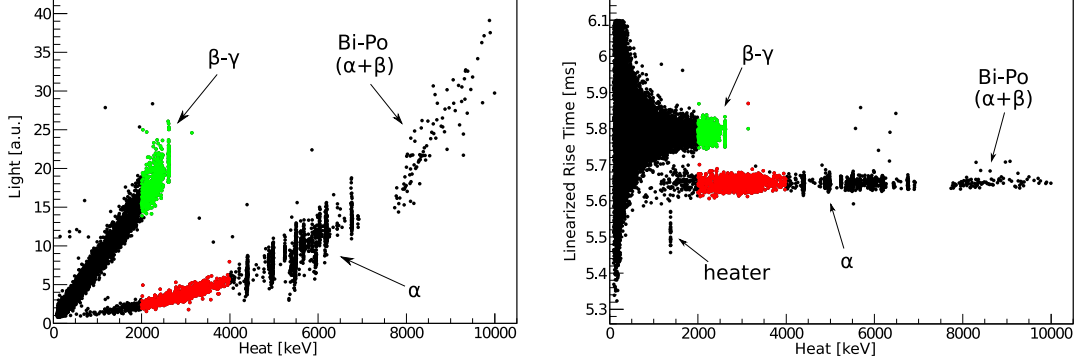 40
35
30
25
20
15
10
5
0
Light [a.u.]
0
2000
4000
6000
8000
10000
Heat [keV]
β-γ
Bi-Po
(α+β)
α
6.1
6
5.9
5.8
5.7
5.6
5.5
5.4
5.3
Linearized Rise Time [ms]
0
2000
4000
6000
8000
10000
Heat [keV]
β-γ
Bi-Po
(α+β)
heater
α